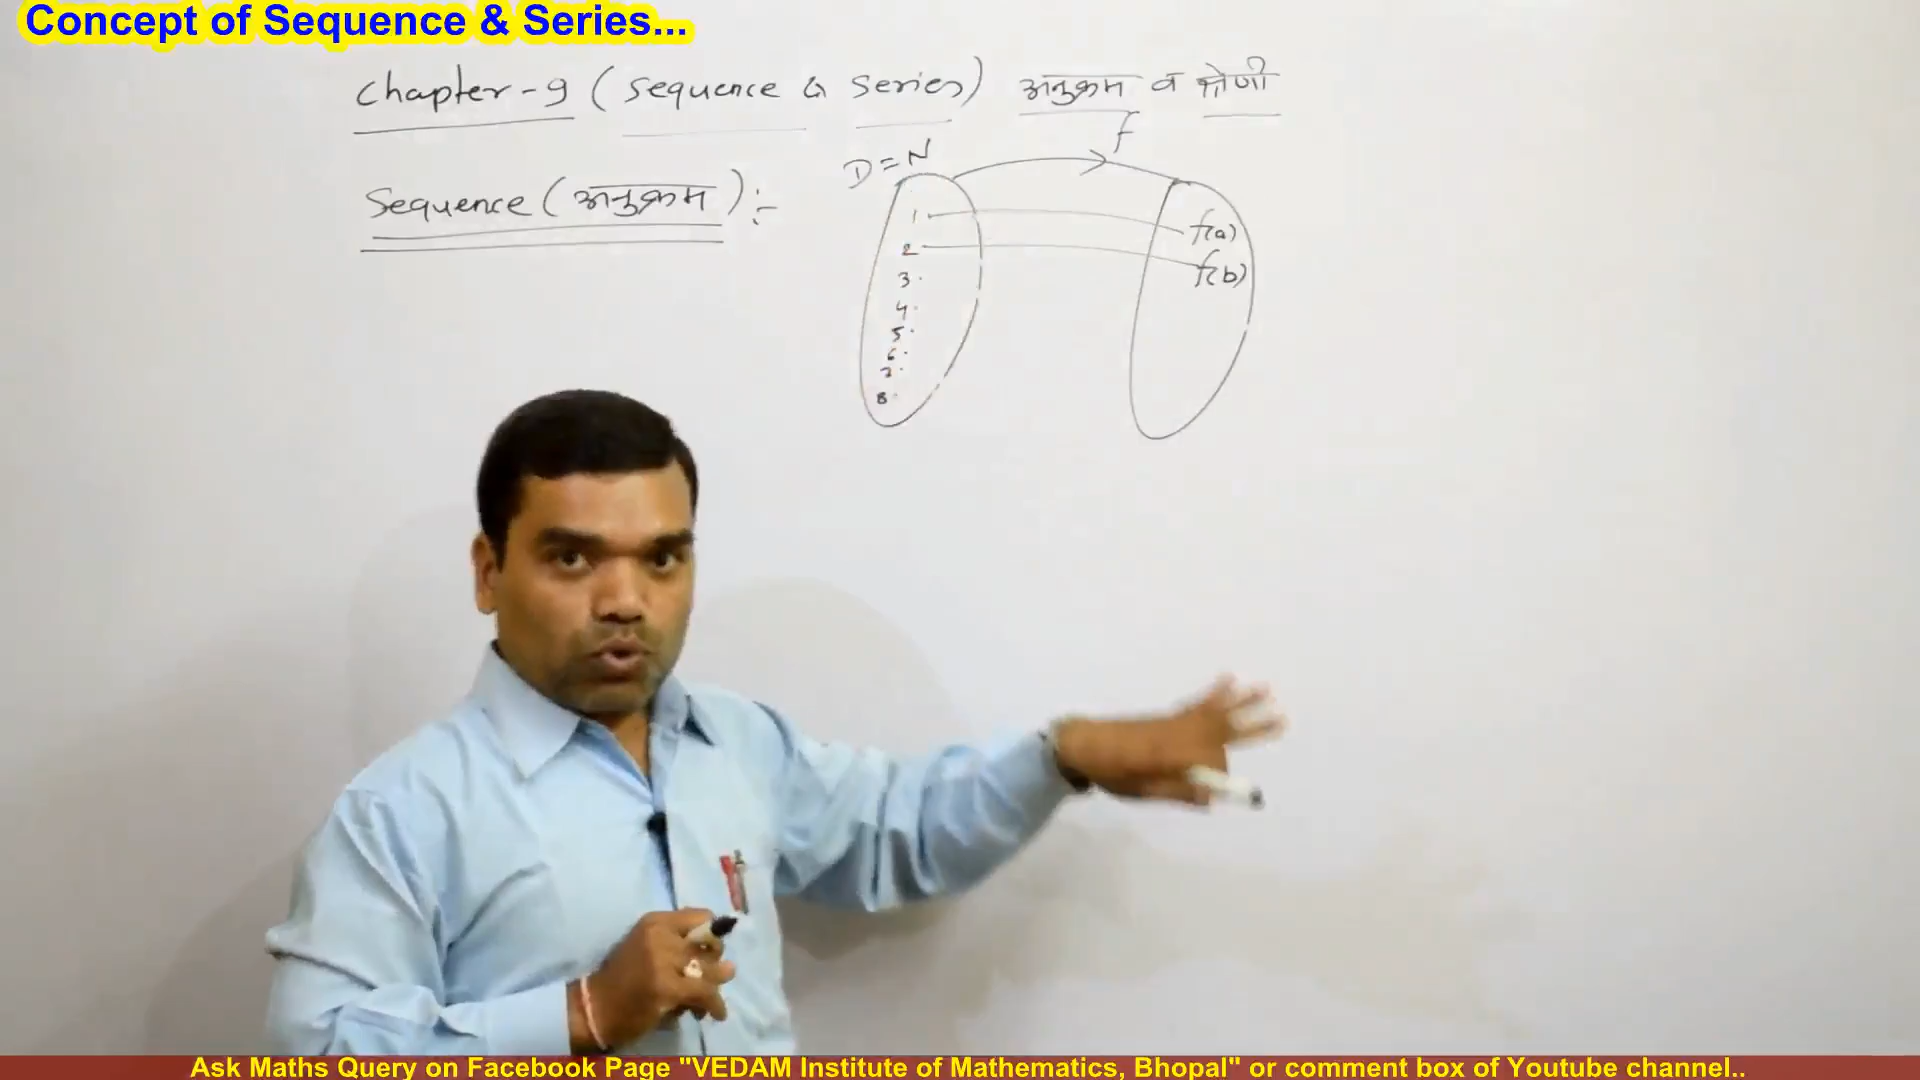 Concept of Sequence & Series...
Chapter-9 (Sequence & Series) अनुक्रम व श्रेणी
Sequence (अनुक्रम) :-
D = N
f
1
2
3
4
5
6
7
8
f(a)
f(b)
Ask Maths Query on Facebook Page "VEDAM Institute of Mathematics, Bhopal" or comment box of Youtube channel..